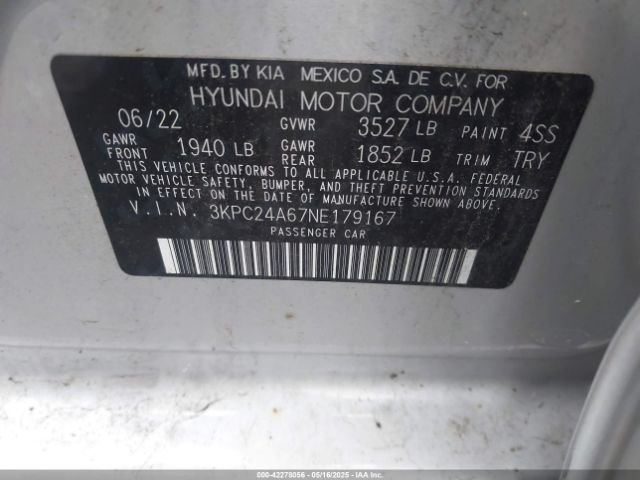 MFD. BY KIA MEXICO S.A. DE C.V. FOR
HYUNDAI MOTOR COMPANY
06/22 GVWR 3527 LB PAINT 4SS
GAWR FRONT 1940 LB GAWR REAR 1852 LB TRIM TRY
THIS VEHICLE CONFORMS TO ALL APPLICABLE U.S.A. FEDERAL
MOTOR VEHICLE SAFETY, BUMPER, AND THEFT PREVENTION STANDARDS
IN EFFECT ON THE DATE OF MANUFACTURE SHOWN ABOVE.
V.I.N. 3KPC24A67NE179167
PASSENGER CAR
000-42278056 - 05/16/2025 - IAAI.COM